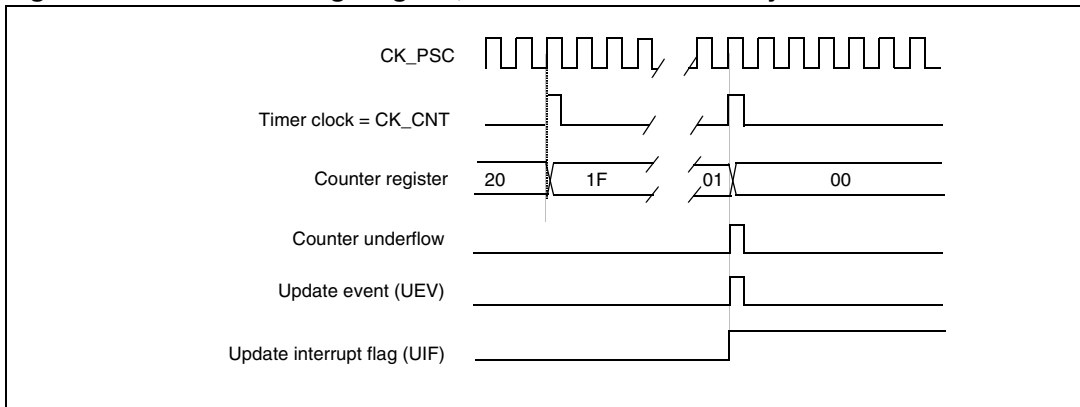 CK_PSC
Timer clock = CK_CNT
Counter register
20
1F
01
00
Counter underflow
Update event (UEV)
Update interrupt flag (UIF)